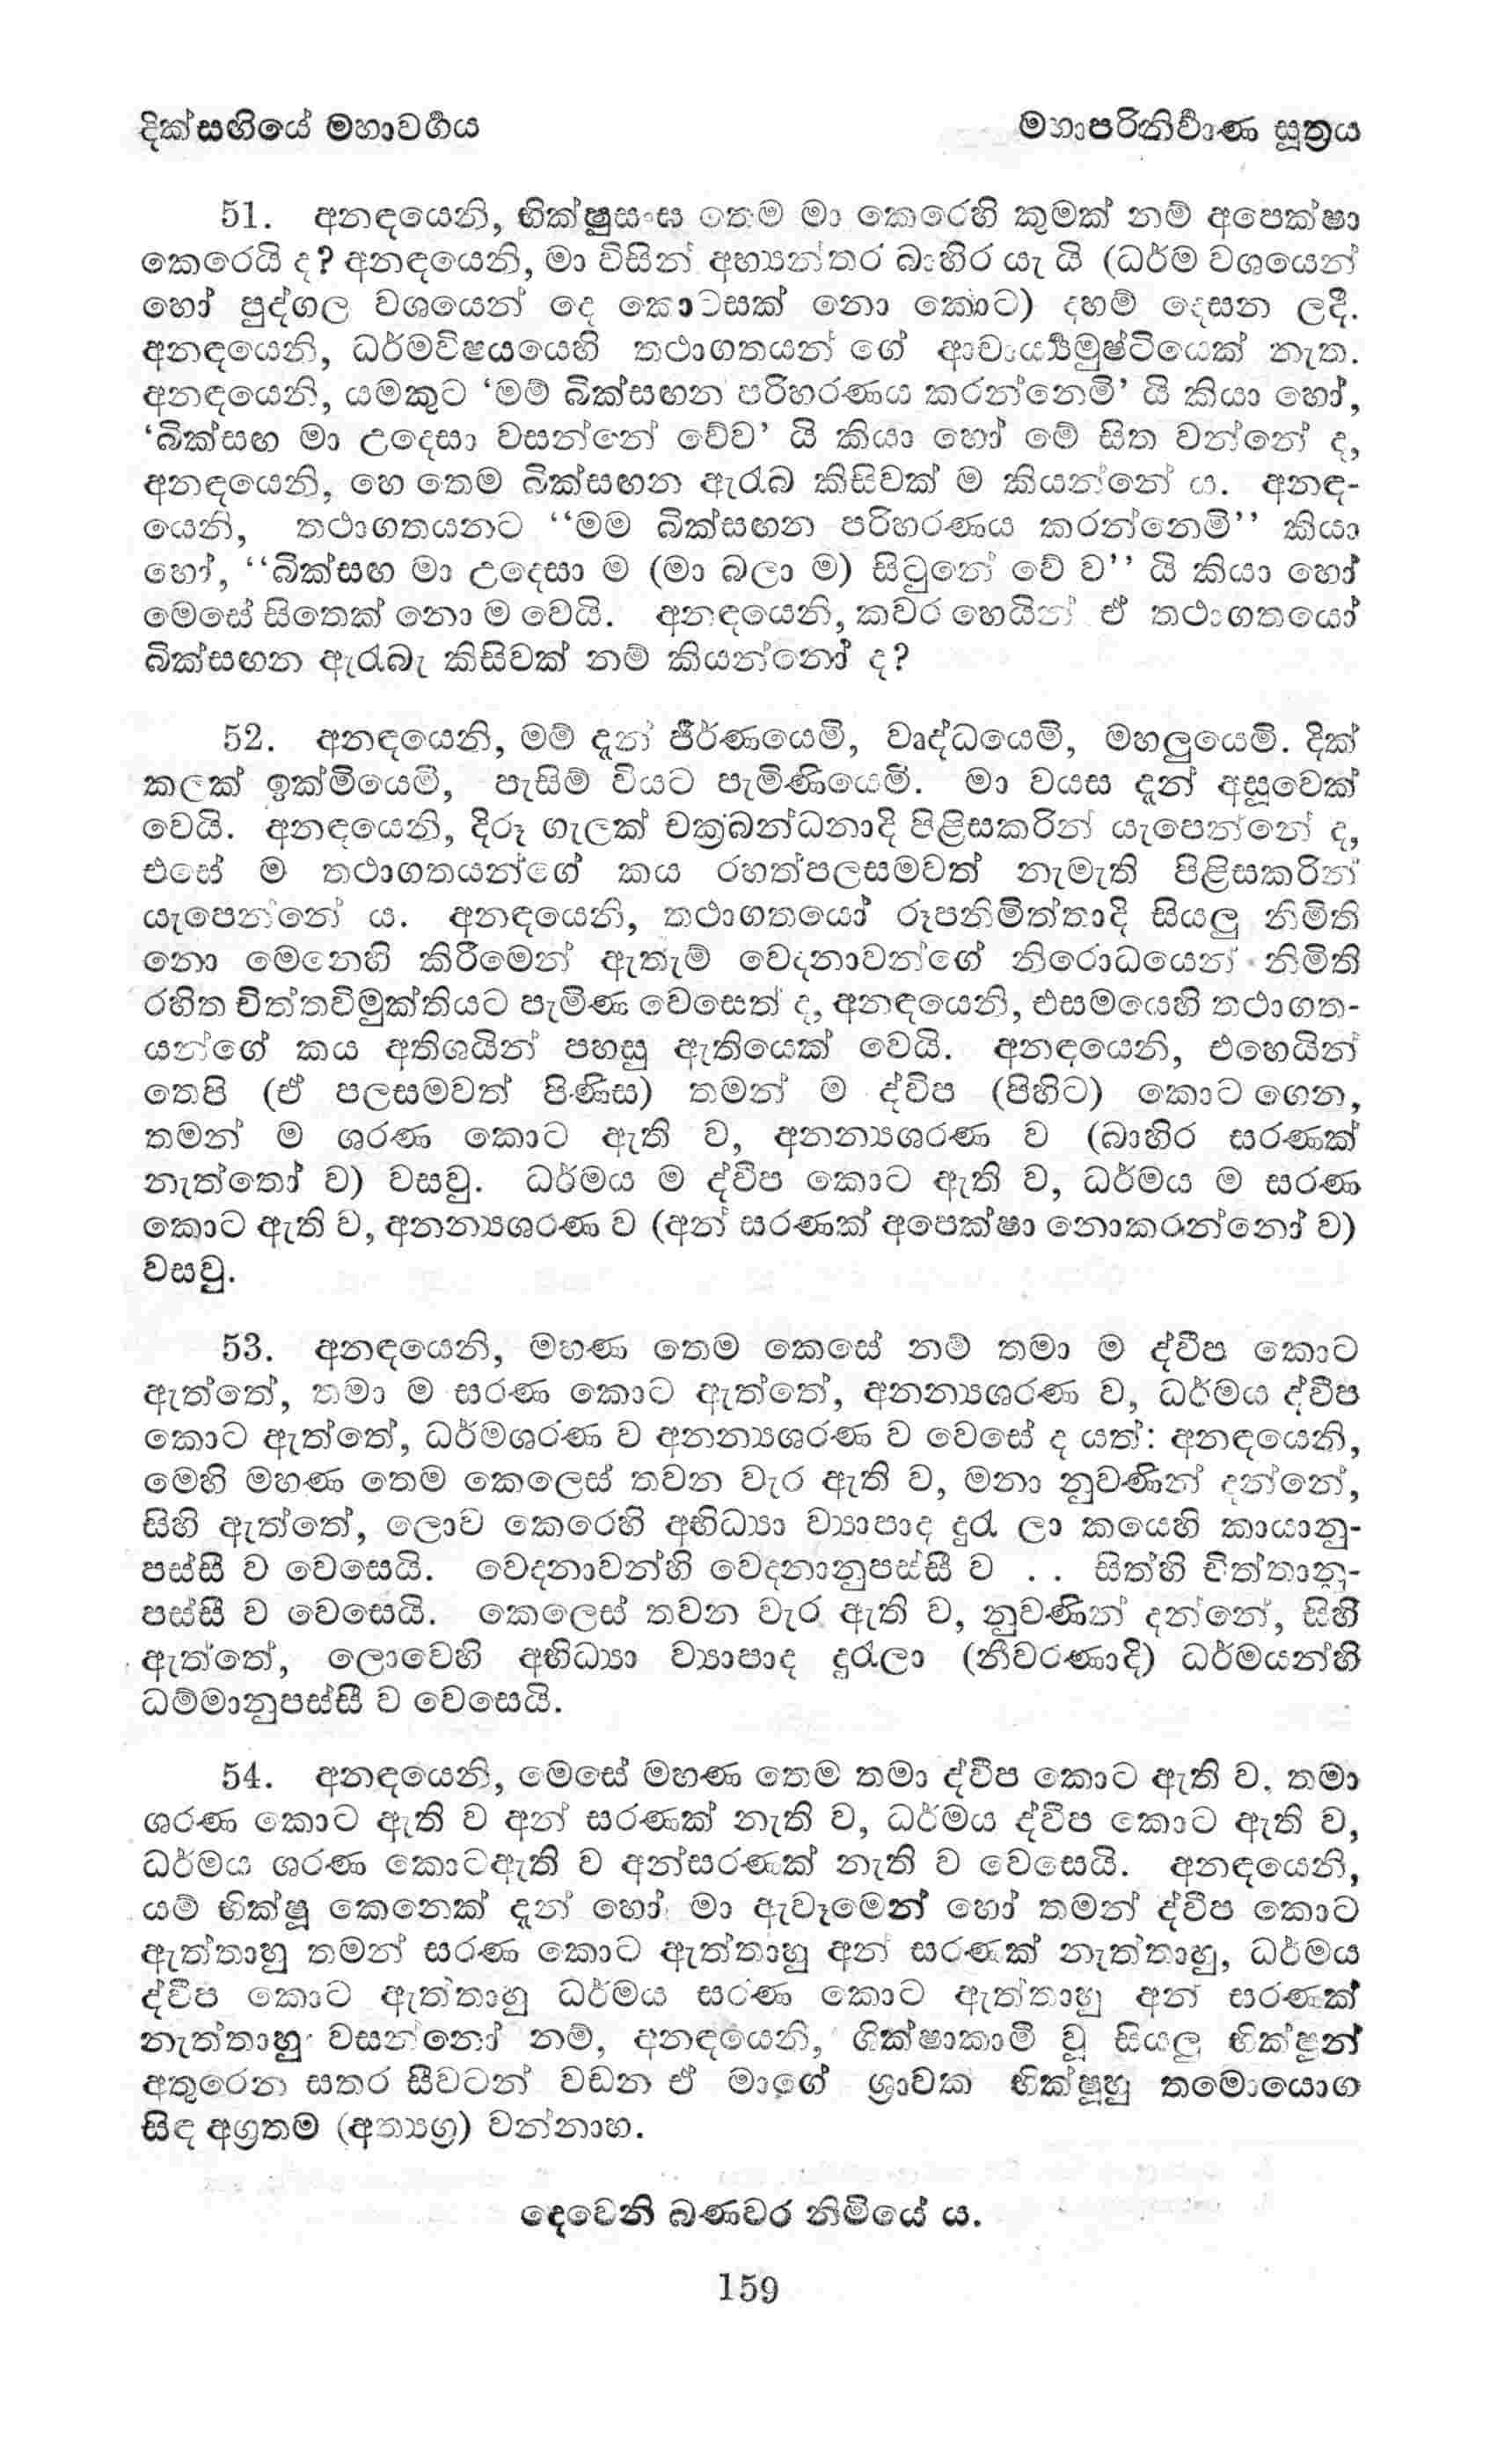 දික්සඟියේ මහාවර්‍ගය
මහාපරිනිර්‍වාණ සූත්‍රය
51. අනඳයෙනි, භික්ෂුසංඝ තෙම මා කෙරෙහි කුමක් නම් අපෙක්ෂා
කෙරෙයි ද? අනඳයෙනි, මා විසින් අභ්‍යන්තර බාහිර යැ යි (ධර්ම වශයෙන්
හෝ පුද්ගල වශයෙන් දෙ කොටසක් නො කොට) දහම් දෙසන ලදී.
අනඳයෙනි, ධර්මවිෂයයෙහි තථාගතයන් ගේ ආචාර්‍ය්‍යමුෂ්ටියෙක් නැත.
අනඳයෙනි, යමකුට ‘මම් බික්සඟන පරිහරණය කරන්නෙමි’ යි කියා හෝ,
‘බික්සඟ මා උදෙසා වසන්නේ වේව’ යි කියා හෝ මේ සිත වන්නේ ද,
අනඳයෙනි, හෙ තෙම බික්සඟන ඇරැබ කිසිවක් ම කියන්නේ ය. අනඳ-
යෙනි, තථාගතයනට ‘‘මම බික්සඟන පරිහරණය කරන්නෙමි’’ කියා
හෝ, ‘‘බික්සඟ මා උදෙසා ම (මා බලා ම) සිටුනේ වේ ව’’ යි කියා හෝ
මෙසේ සිතෙක් නො ම වෙයි. අනඳයෙනි, කවර හෙයින් ඒ තථාගතයෝ
බික්සඟන ඇරැබැ කිසිවක් නම් කියන්නෝ ද?
52. අනඳයෙනි, මම් දැන් ජීර්ණයෙමි, වෘද්ධයෙමි, මහලුයෙමි. දික්
කලක් ඉක්මියෙමි, පැසිම් වියට පැමිණියෙමි. මා වයස දැන් අසූවෙක්
වෙයි. අනඳයෙනි, දිරූ ගැලක් චක්‍රබන්ධනාදි පිළිසකරින් යැපෙන්නේ ද,
එසේ ම තථාගතයන්ගේ කය රහත්පලසමවත් නැමැති පිළිසකරින්
යැපෙන්නේ ය. අනඳයෙනි, තථාගතයෝ රූපනිමිත්තාදි සියලු නිමිති
නො මෙනෙහි කිරීමෙන් ඇතැම් වෙදනාවන්ගේ නිරොධයෙන් නිමිති
රහිත චිත්තවිමුක්තියට පැමිණ වෙසෙත් ද, අනඳයෙනි, එසමයෙහි තථාගත-
යන්ගේ කය අතිශයින් පහසු ඇතියෙක් වෙයි. අනඳයෙනි, එහෙයින්
තෙපි (ඒ පලසමවත් පිණිස) තමන් ම ද්වීප (පිහිට) කොට ගෙන,
තමන් ම ශරණ කොට ඇති ව, අනන්‍යශරණ ව (බාහිර සරණක්
නැත්තෝ ව) වසවු. ධර්මය ම ද්වීප කොට ඇති ව, ධර්මය ම සරණ
කොට ඇති ව, අනන්‍යශරණ ව (අන් සරණක් අපෙක්ෂා නොකරන්නෝ ව)
වසවු.
53. අනඳයෙනි, මහණ තෙම කෙසේ නම් තමා ම ද්වීප කොට
ඇත්තේ, තමා ම සරණ කොට ඇත්තේ, අනන්‍යශරණ ව, ධර්මය ද්වීප
කොට ඇත්තේ, ධර්මශරණ ව අනන්‍යශරණ ව වෙසේ ද යත්: අනඳයෙනි,
මෙහි මහණ තෙම කෙලෙස් තවන වැර ඇති ව, මනා නුවණින් දන්නේ,
සිහි ඇත්තේ, ලොව කෙරෙහි අභිධ්‍යා ව්‍යාපාද දුරැ ලා කයෙහි කායානු-
පස්සී ව වෙසෙයි. වෙදනාවන්හි වෙදනානුපස්සී ව . . සිත්හි චිත්තානු-
පස්සී ව වෙසෙයි. කෙලෙස් තවන වැර ඇති ව, නුවණින් දන්නේ, සිහි
ඇත්තේ, ලොවෙහි අභිධ්‍යා ව්‍යාපාද දුරැලා (නීවරණාදි) ධර්මයන්හි
ධම්මානුපස්සී ව වෙසෙයි.
54. අනඳයෙනි, මෙසේ මහණ තෙම තමා ද්වීප කොට ඇති ව, තමා
ශරණ කොට ඇති ව අන් සරණක් නැති ව, ධර්මය ද්වීප කොට ඇති ව,
ධර්මය ශරණ කොටඇති ව අන්සරණක් නැති ව වෙසෙයි. අනඳයෙනි,
යම් භික්ෂූ කෙනෙක් දැන් හෝ මා ඇවෑමෙන් හෝ තමන් ද්වීප කොට
ඇත්තාහු තමන් සරණ කොට ඇත්තාහු අන් සරණක් නැත්තාහු, ධර්මය
ද්වීප කොට ඇත්තාහු ධර්මය සරණ කොට ඇත්තාහු අන් සරණක්
නැත්තාහු වසන්නෝ නම්, අනඳයෙනි, ශික්ෂාකාමී වූ සියලු භික්ෂූන්
අතුරෙන සතර සීවටන් වඩන ඒ මාගේ ශ්‍රාවක භික්ෂූහු තමොයොග
සිඳ අග්‍රතම (අත්‍යග්‍ර) වන්නාහ.
දෙවෙනි බණවර නිමියේ ය.
159